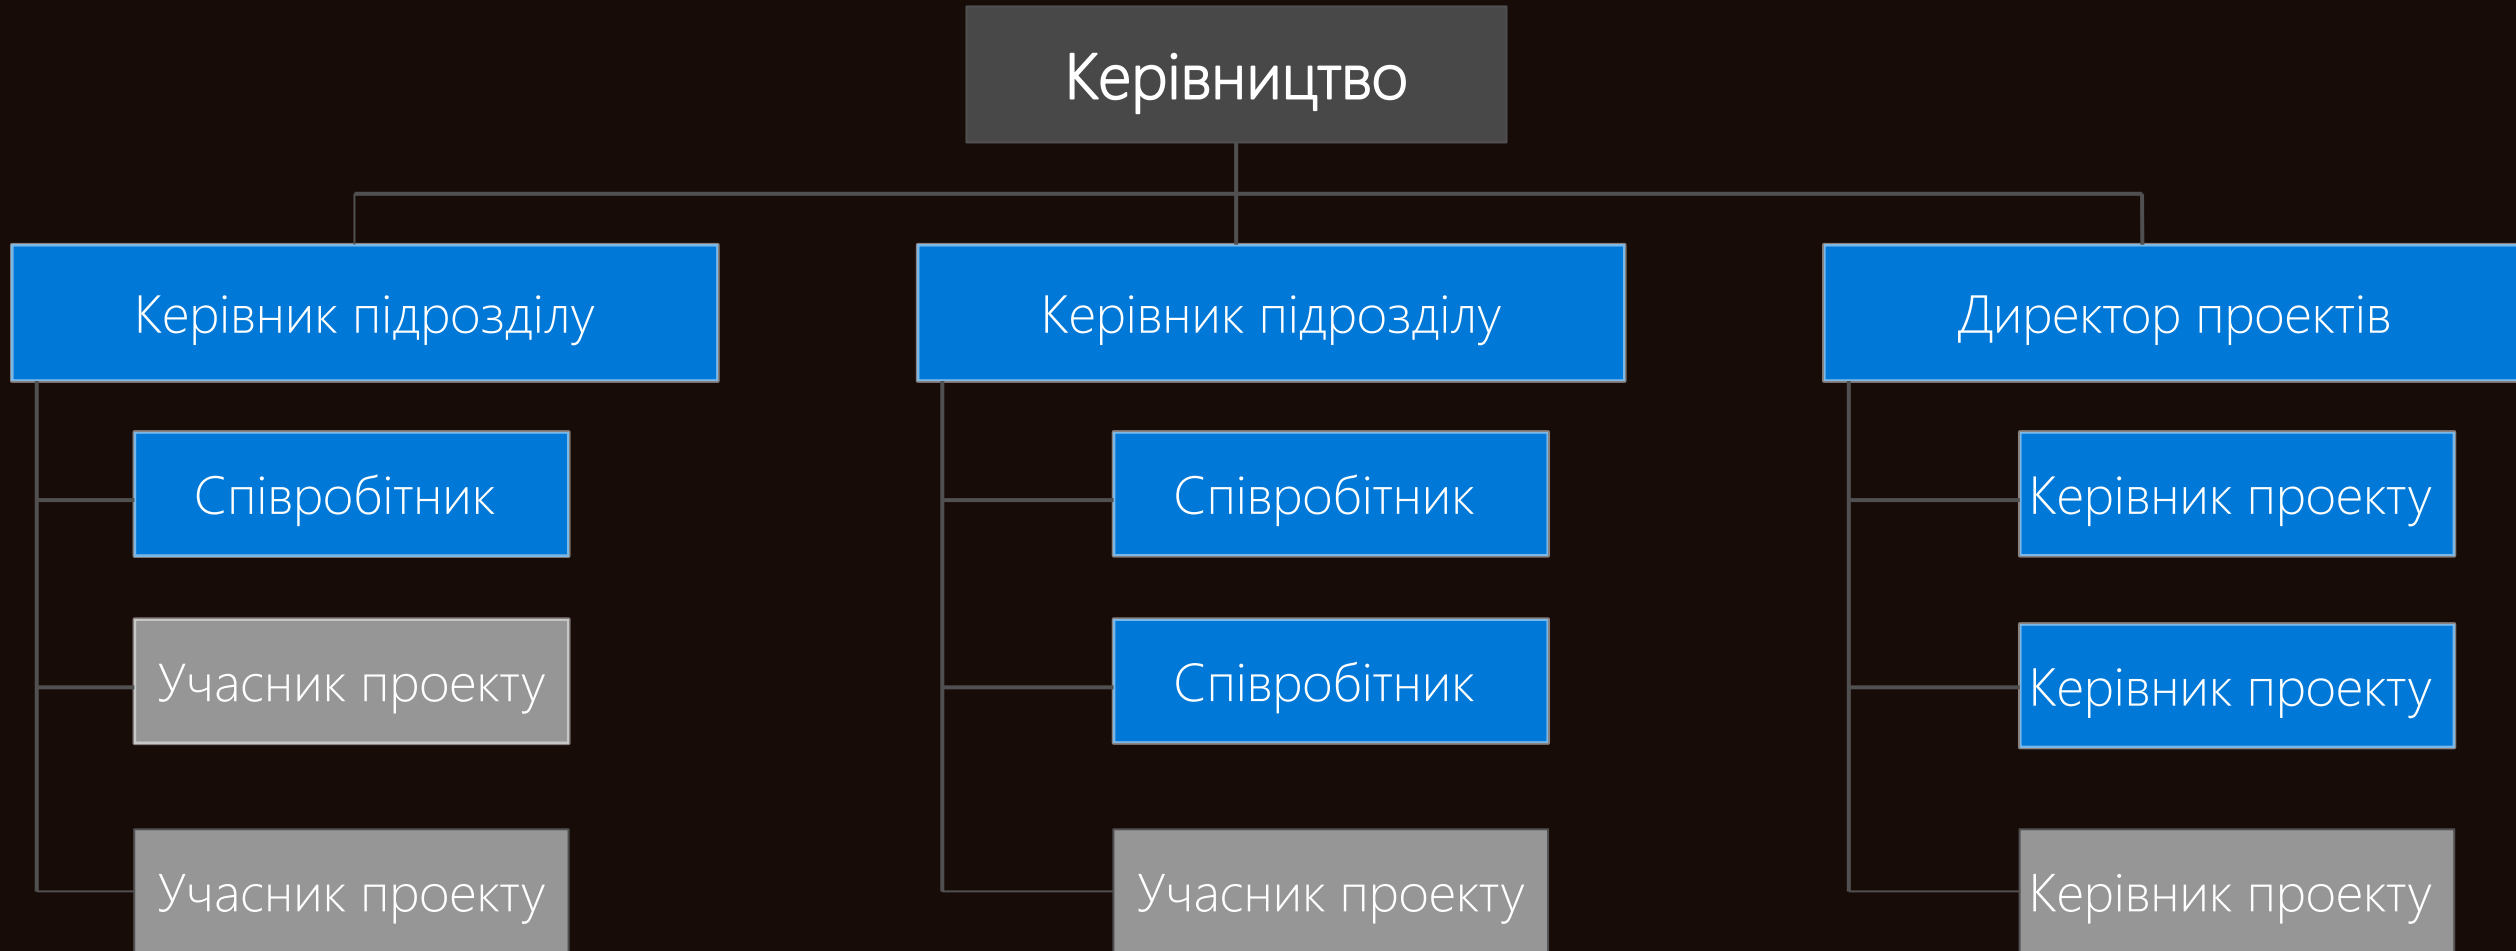 Керівництво
Керівник підрозділу
Керівник підрозділу
Директор проектів
Співробітник
Співробітник
Керівник проекту
Учасник проекту
Співробітник
Керівник проекту
Учасник проекту
Учасник проекту
Керівник проекту